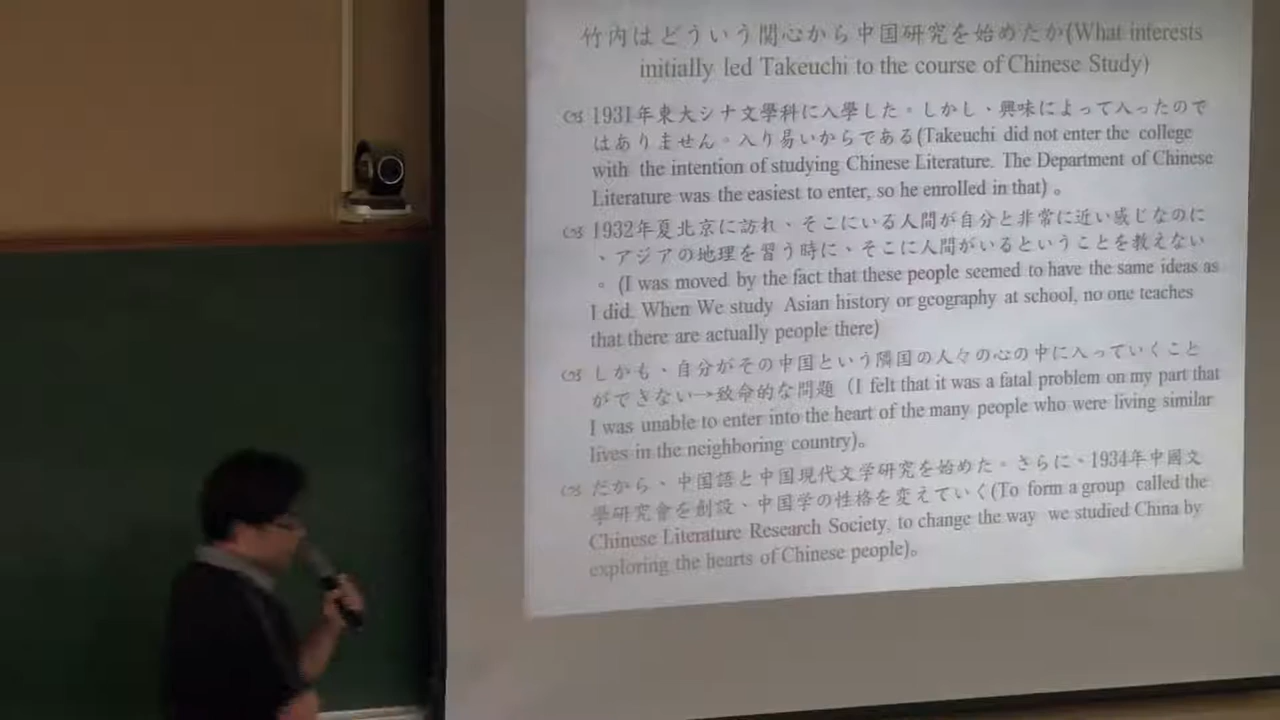 竹内はどういう関心から中国研究を始めたか(What interests
initially led Takeuchi to the course of Chinese Study)
1931年東大シナ文學科に入學した。しかし、興味によって入ったので
はありません。入り易いからである(Takeuchi did not enter the college
with the intention of studying Chinese Literature. The Department of Chinese
Literature was the easiest to enter, so he enrolled in that) 。
1932年夏北京に訪れ、そこにいる人間が自分と非常に近い感じなのに
、アジアの地理を習う時に、そこに人間がいるということを教えない
。 (I was moved by the fact that these people seemed to have the same ideas as
I did. When We study Asian history or geography at school, no one teaches
that there are actually people there)
しかも、自分がその中国という隣国の人々の心の中に入っていくこと
ができない→致命的な問題（I felt that it was a fatal problem on my part that
I was unable to enter into the heart of the many people who were living similar
lives in the neighboring country)。
だから、中国語と中国現代文学研究を始めた。さらに、1934年中國文
學研究會を創設、中国学の性格を変えていく(To form a group called the
Chinese Literature Research Society, to change the way we studied China by
exploring the hearts of Chinese people)。